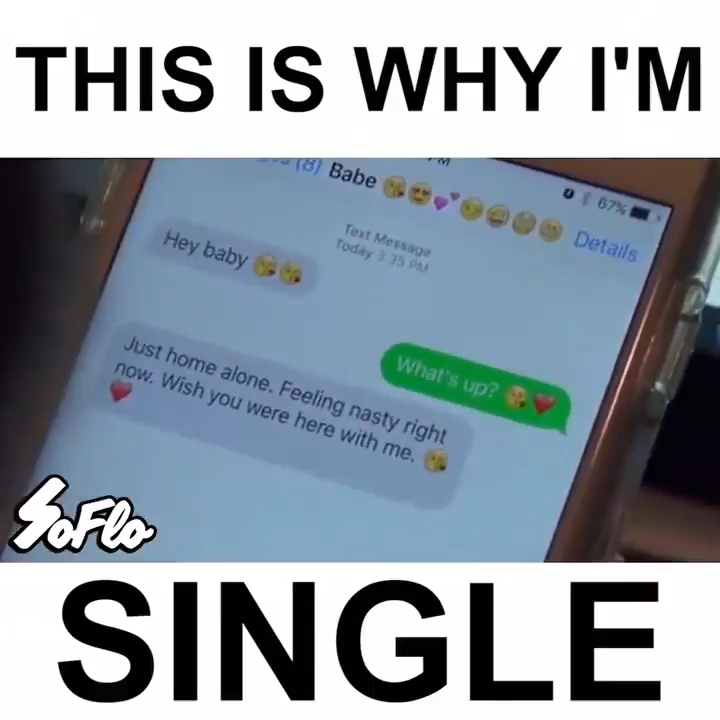 THIS IS WHY I'M
(8) Babe 😘😍💕😘😄😊😁
67%
Details
Text Message
Today 3:35 PM
Hey baby 😘😘
What's up? 😘❤️
Just home alone. Feeling nasty right
now. Wish you were here with me. 😘
❤️
SoFlo
SINGLE